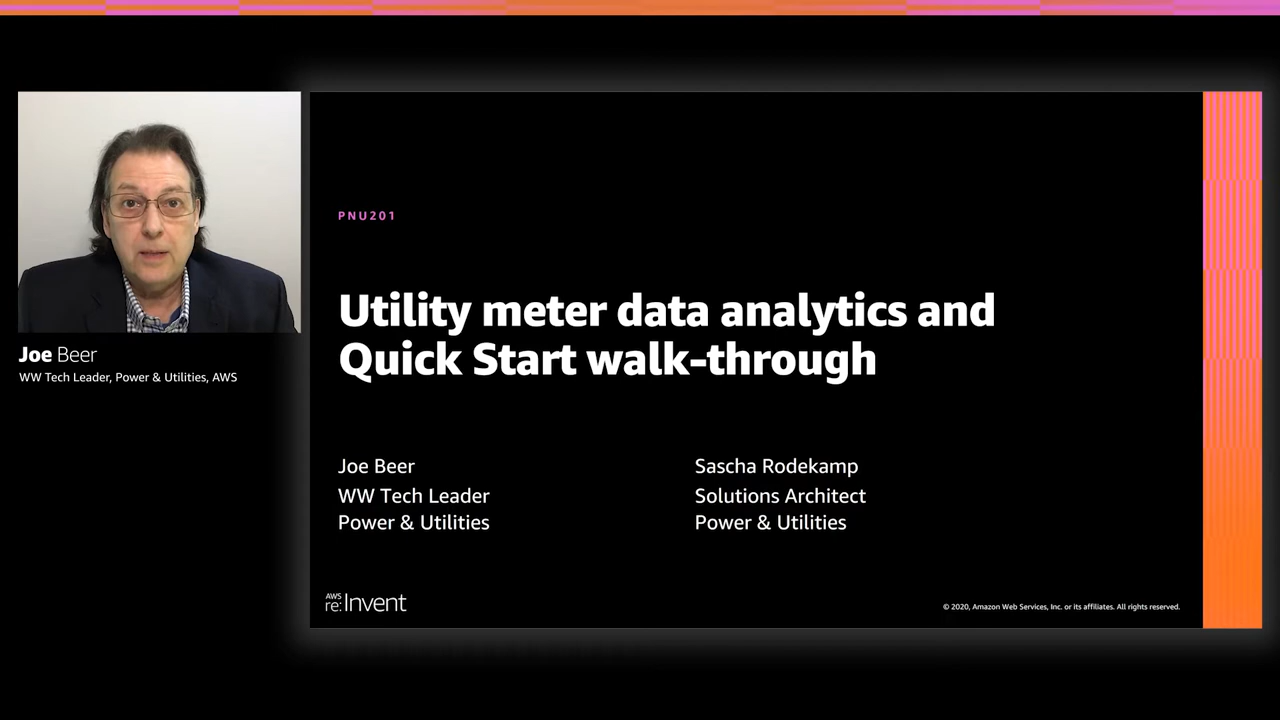 Joe Beer
WW Tech Leader, Power & Utilities, AWS
PNU201
Utility meter data analytics and
Quick Start walk-through
Joe Beer
WW Tech Leader
Power & Utilities
Sascha Rodekamp
Solutions Architect
Power & Utilities
AWS
re:Invent
© 2020, Amazon Web Services, Inc. or its affiliates. All rights reserved.